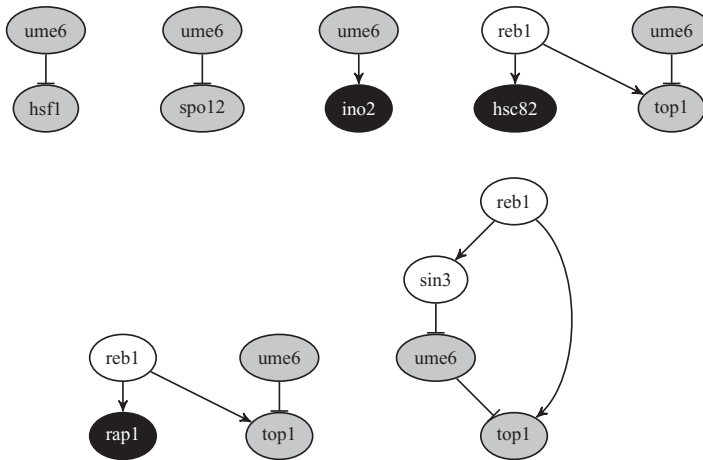 ume6 ume6 ume6 reb1 ume6
hsf1 spo12 ino2 hsc82 top1
reb1
sin3
reb1 ume6 ume6
rap1 top1 top1